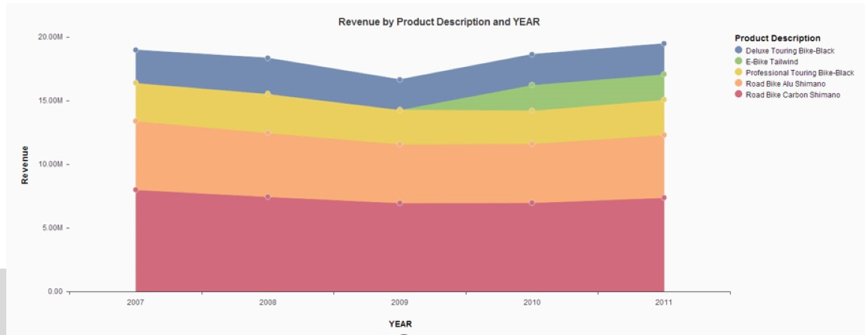 Revenue by Product Description and YEAR
Product Description
Deluxe Touring Bike-Black
E-Bike Tailwind
Professional Touring Bike-Black
Road Bike Alu Shimano
Road Bike Carbon Shimano
Revenue
20.00M
15.00M
10.00M
5.00M
0.00
2007 2008 2009 2010 2011
YEAR